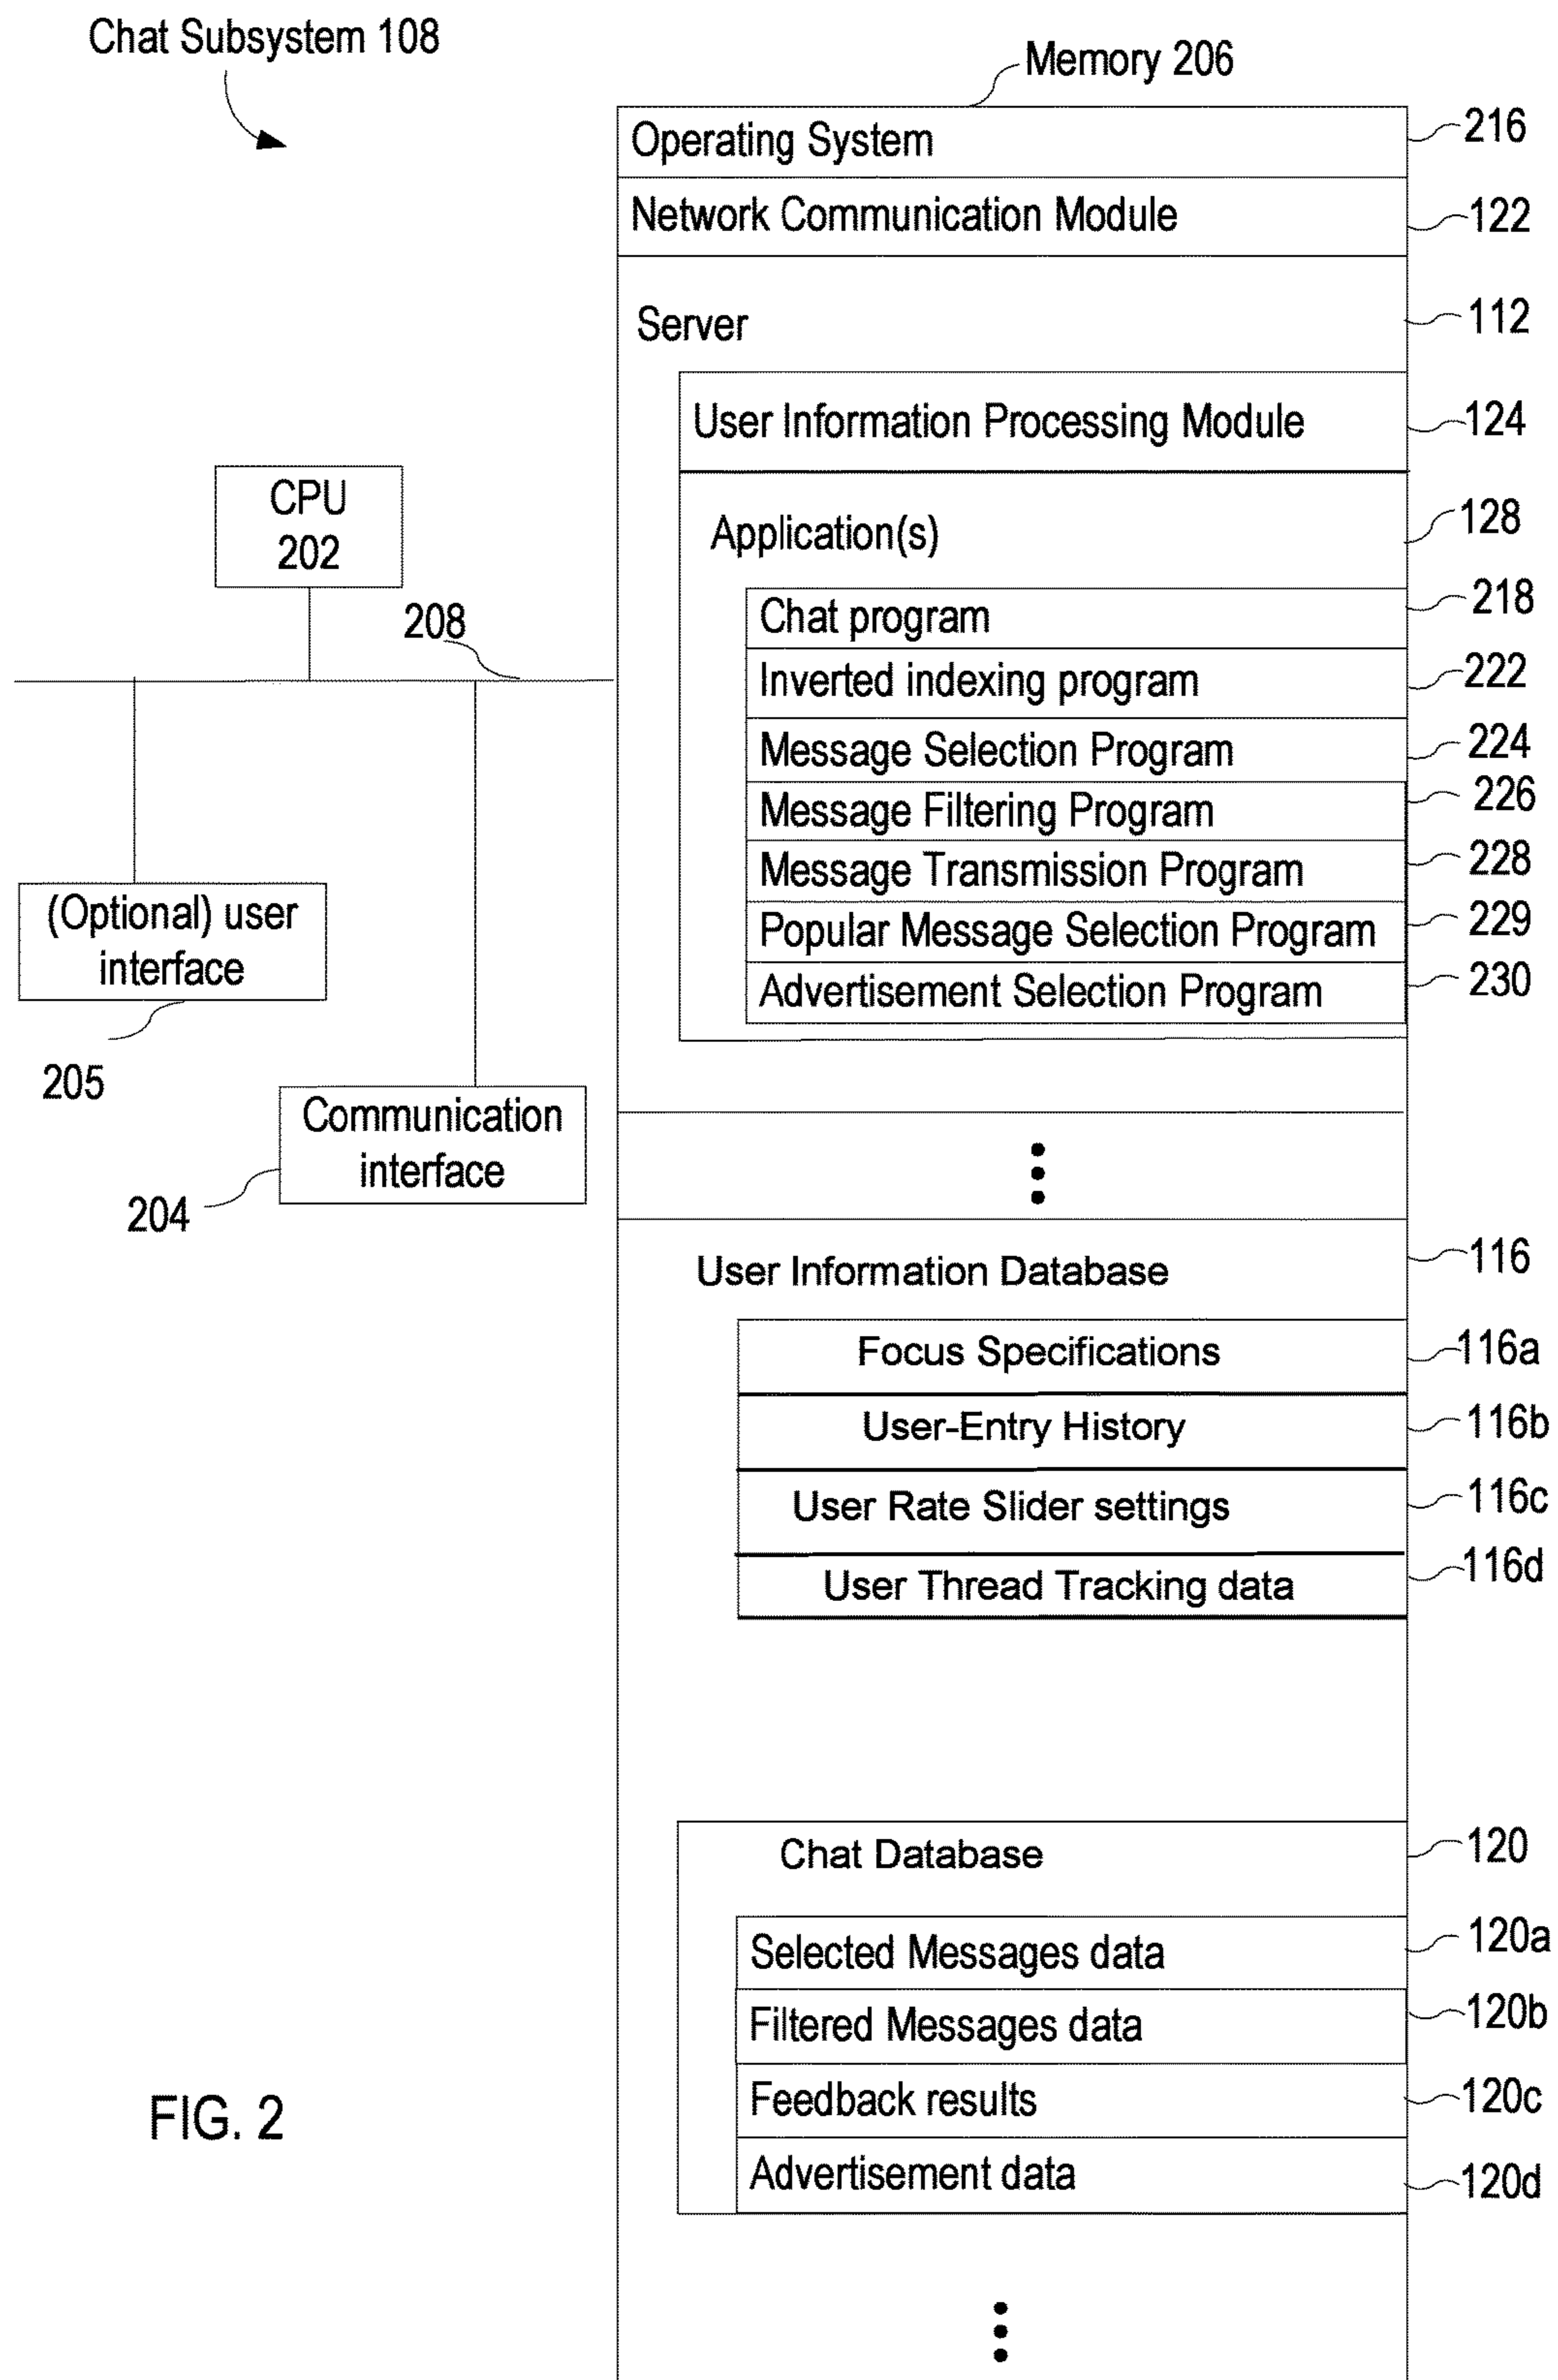 Chat Subsystem 108
Memory 206
Operating System
216
Network Communication Module
122
Server
112
User Information Processing Module
124
Application(s)
128
Chat program
218
Inverted indexing program
222
Message Selection Program
224
Message Filtering Program
226
Message Transmission Program
228
Popular Message Selection Program
229
Advertisement Selection Program
230
CPU
202
208
(Optional) user
interface
205
Communication
interface
204
User Information Database
116
Focus Specifications
116a
User-Entry History
116b
User Rate Slider settings
116c
User Thread Tracking data
116d
Chat Database
120
Selected Messages data
120a
Filtered Messages data
120b
Feedback results
120c
Advertisement data
120d
FIG. 2